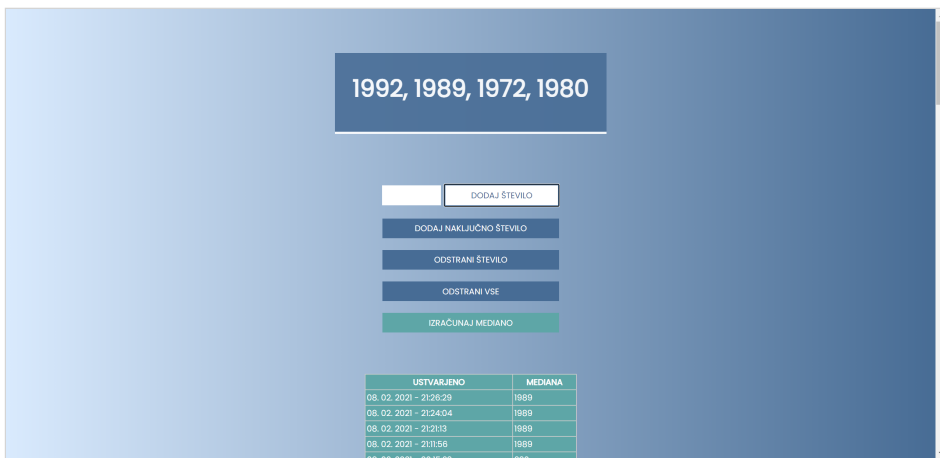 1992, 1989, 1972, 1980
DODAJ ŠTEVILO
DODAJ NAKLJUČNO ŠTEVILO
ODSTRANI ŠTEVILO
ODSTRANI VSE
IZRAČUNAJ MEDIANO
USTVARJENO MEDIANA
08. 02. 2021 - 21:26:29 1989
08. 02. 2021 - 21:24:04 1989
08. 02. 2021 - 21:21:13 1989
08. 02. 2021 - 21:11:56 1989